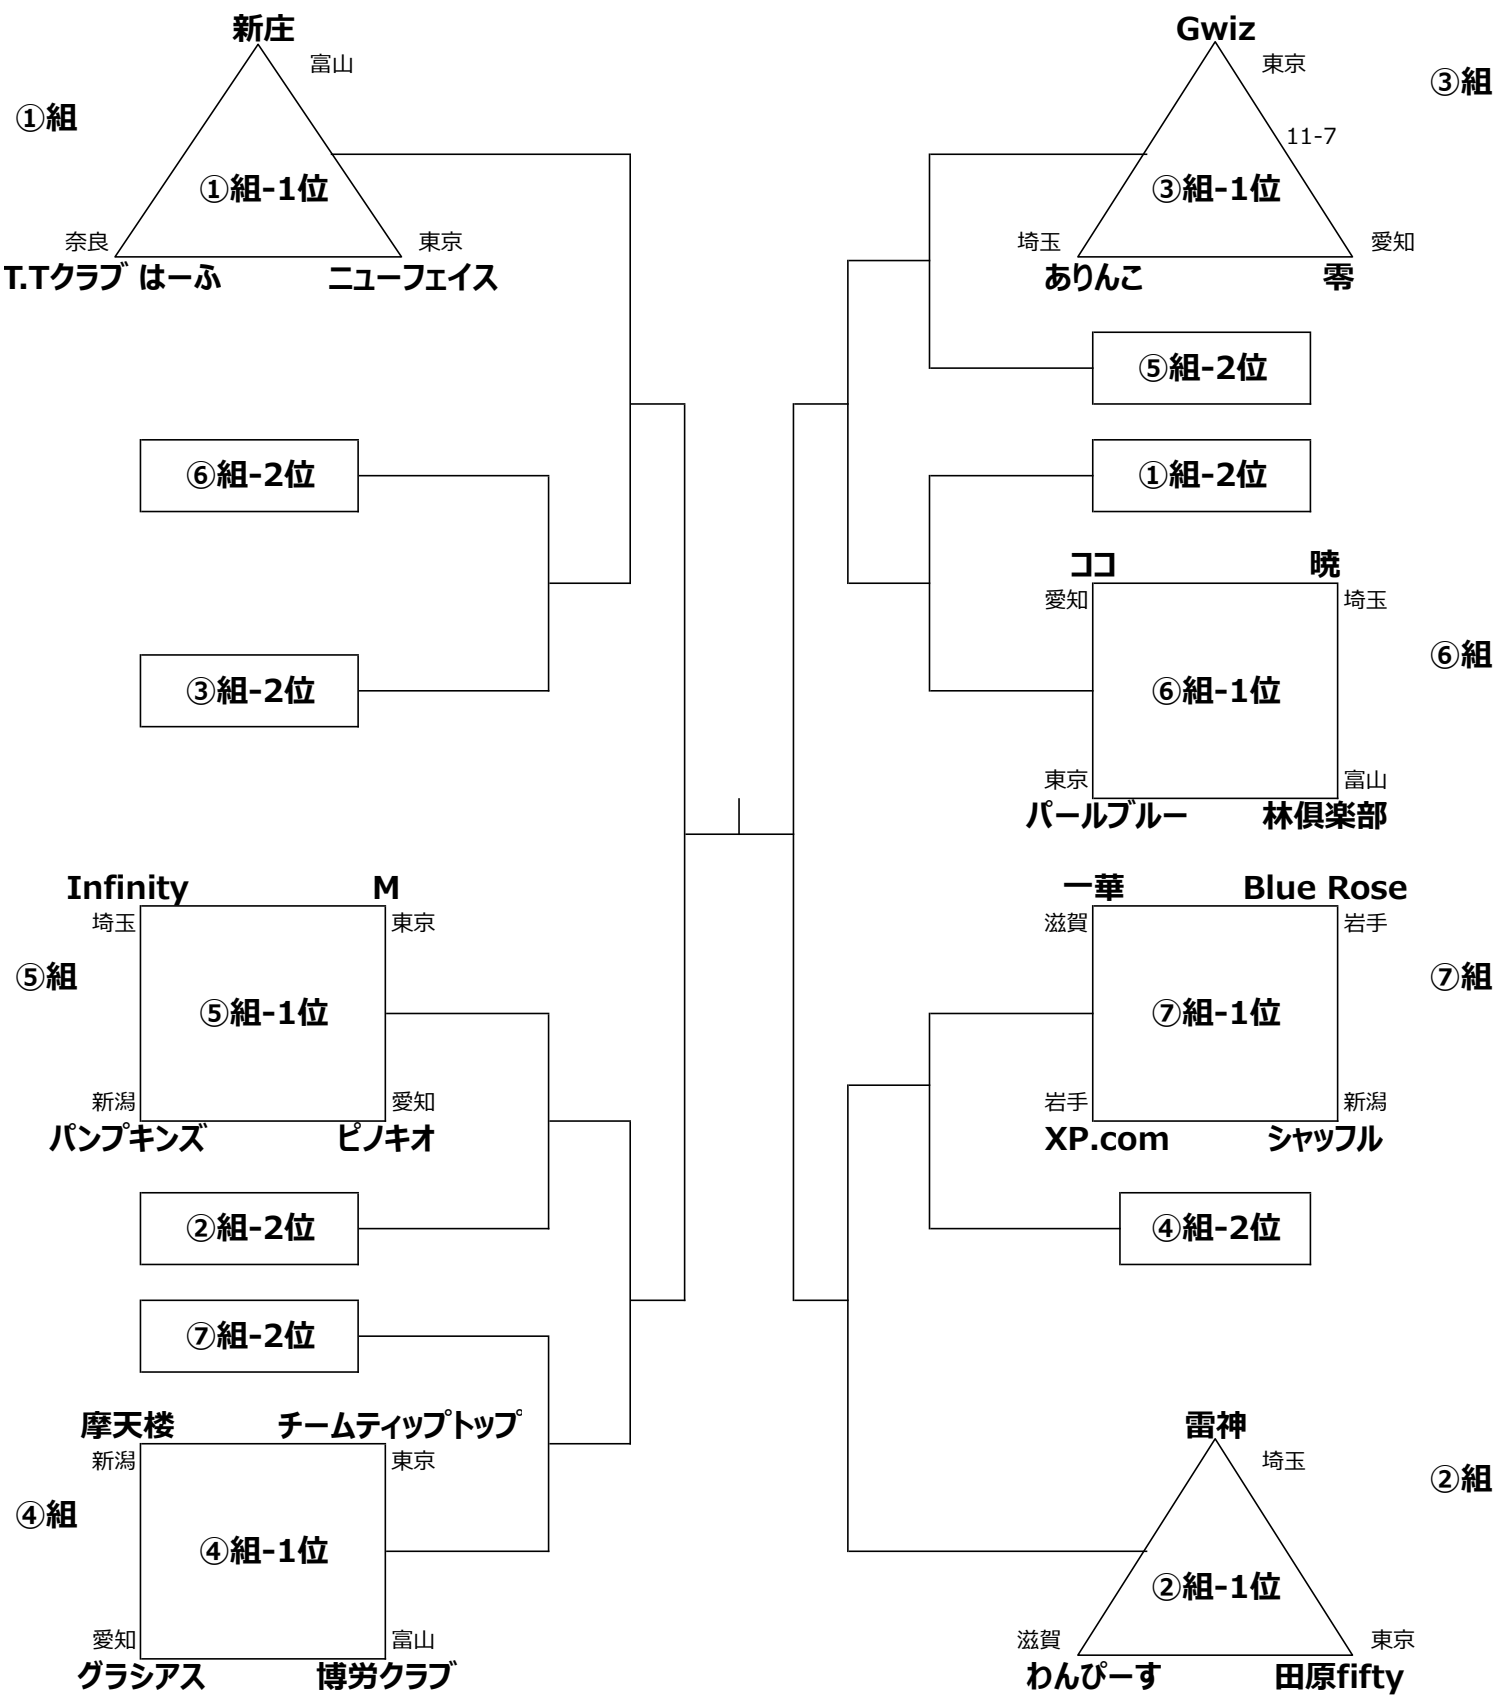 新庄
富山
①組
①組-1位
奈良
東京
T.Tクラブ はーふ
ニューフェイス
⑥組-2位
③組-2位
Infinity
M
埼玉
東京
⑤組
⑤組-1位
新潟
愛知
パンプキンズ
ピノキオ
②組-2位
⑦組-2位
摩天楼
チームティップトップ
新潟
東京
④組
④組-1位
愛知
富山
グラシアス
博労クラブ
Gwiz
東京
③組
11-7
③組-1位
埼玉
愛知
ありんこ
零
⑤組-2位
①組-2位
ココ
暁
愛知
埼玉
⑥組
⑥組-1位
東京
富山
パールブルー
林倶楽部
一華
Blue Rose
滋賀
岩手
⑦組
⑦組-1位
岩手
新潟
XP.com
シャッフル
④組-2位
雷神
埼玉
②組
②組-1位
滋賀
東京
わんぴーす
田原fifty